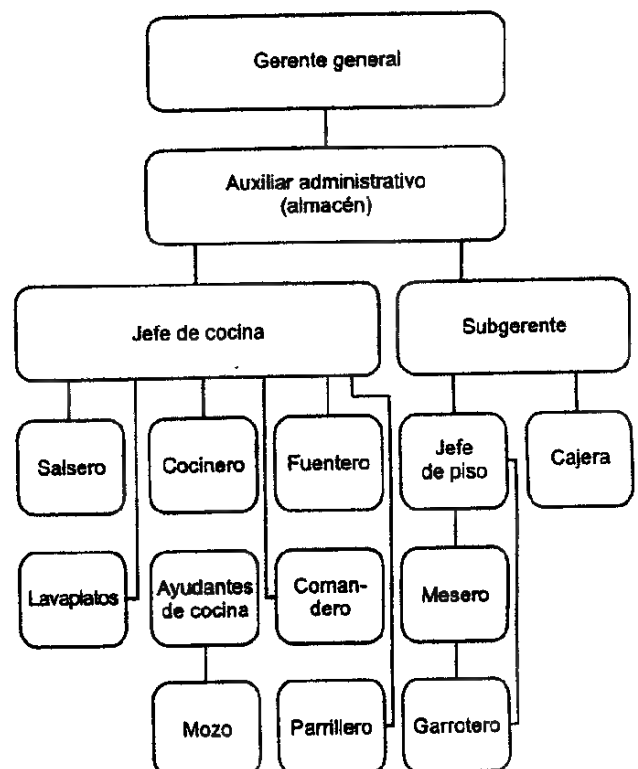 Gerente general
Auxiliar administrativo
(almacén)
Jefe de cocina
Subgerente
Salsero
Cocinero
Fuentero
Jefe
de piso
Cajera
Lavaplatos
Ayudantes
de cocina
Coman-
dero
Mesero
Mozo
Parrillero
Garrotero